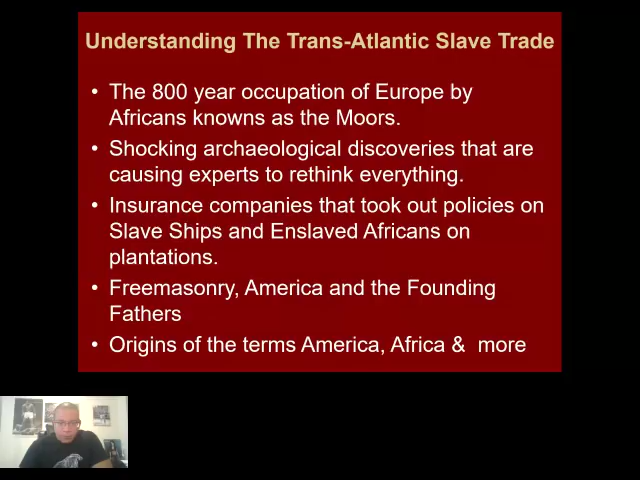 Understanding The Trans-Atlantic Slave Trade
• The 800 year occupation of Europe by
Africans knowns as the Moors.
• Shocking archaeological discoveries that are
causing experts to rethink everything.
• Insurance companies that took out policies on
Slave Ships and Enslaved Africans on
plantations.
• Freemasonry, America and the Founding
Fathers
• Origins of the terms America, Africa & more